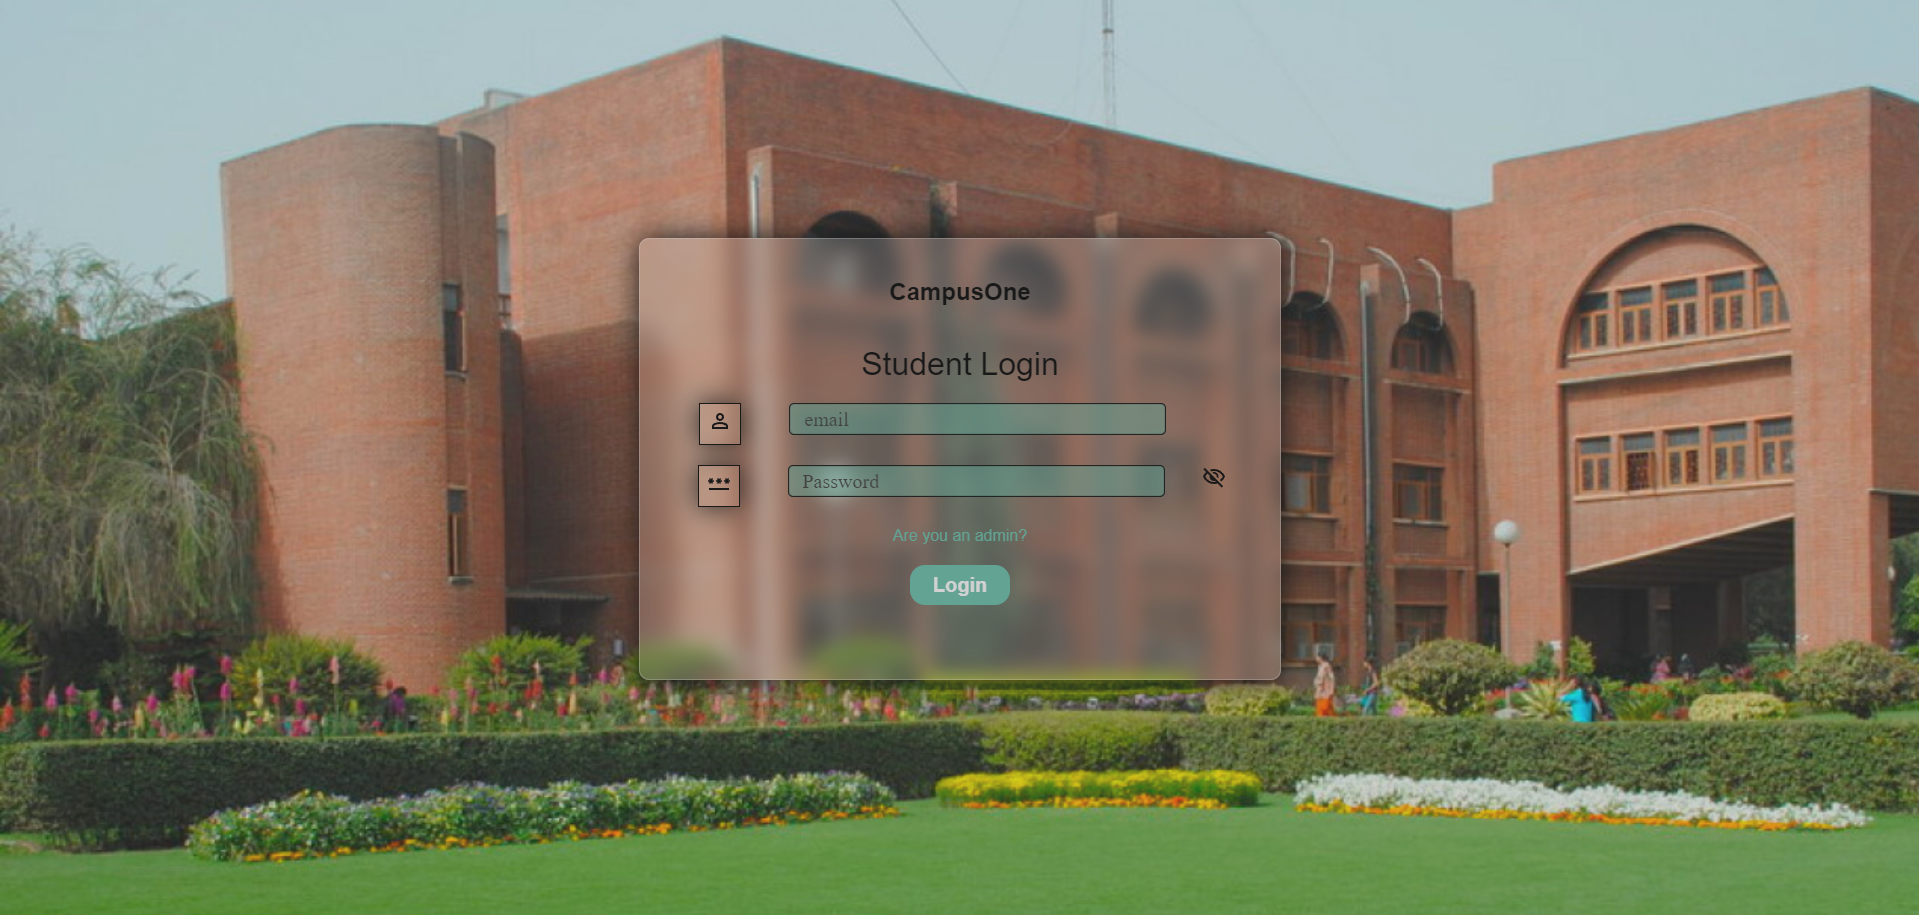 CampusOne
Student Login
email
Password
Are you an admin?
Login